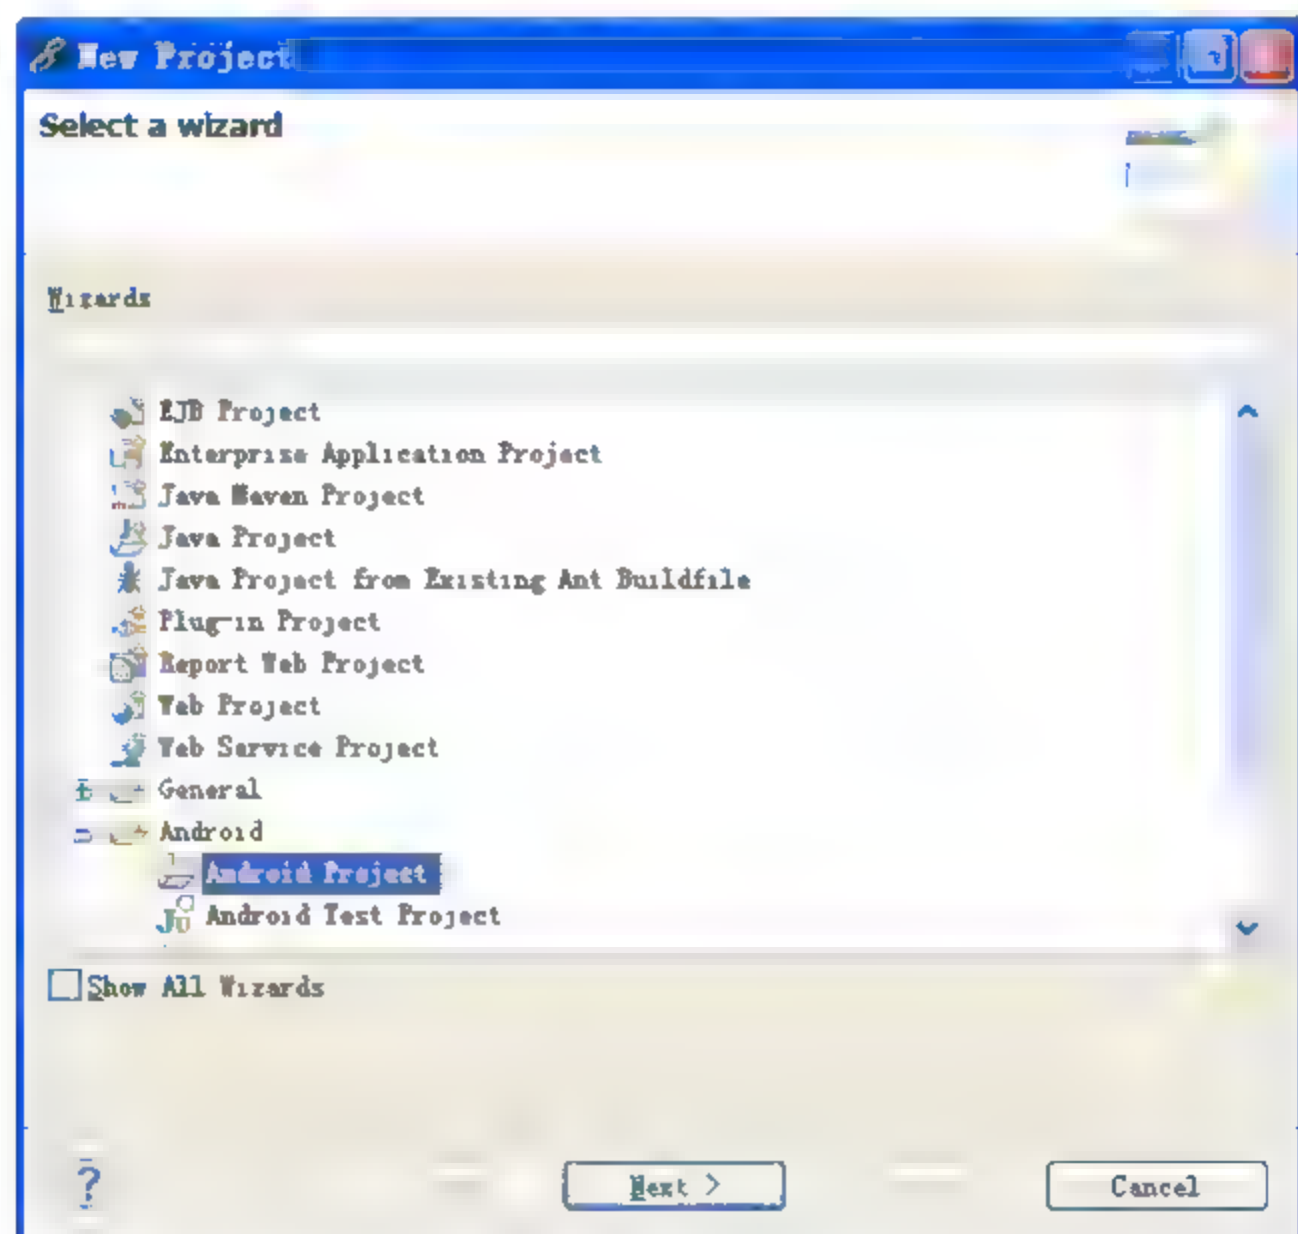 New Project
Select a wizard
Wizards
EJB Project
Enterprise Application Project
Java Maven Project
Java Project
Java Project from Existing Ant Buildfile
Plug-in Project
Report Web Project
Web Project
Web Service Project
General
Android
Android Project
JU Android Test Project
Show All Wizards
? Next > Cancel